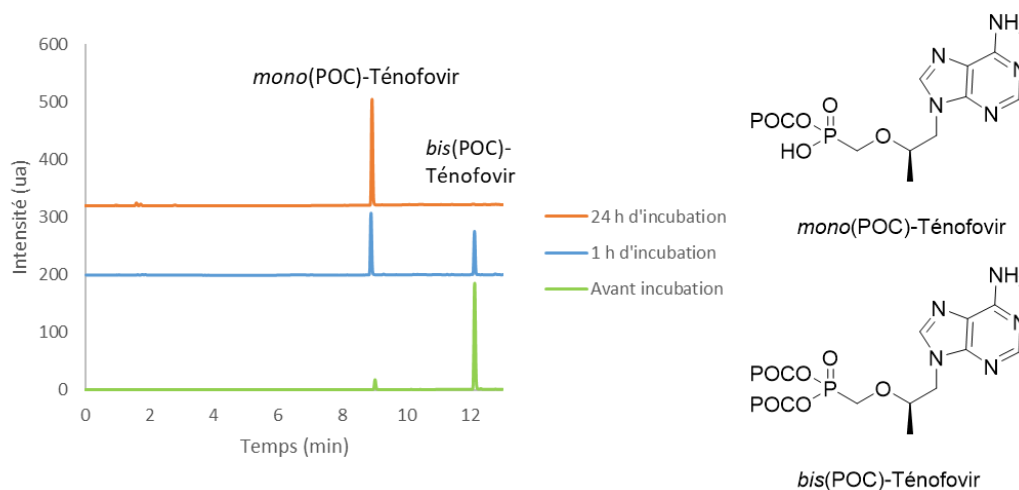 600
500
400
300
200
100
0
0 2 4 6 8 10 12
Intensité (ua)
Temps (min)
mono(POC)-Ténofovir
bis(POC)-
Ténofovir
24 h d'incubation
1 h d'incubation
Avant incubation
NH
N
N
N
N
O
POCO
P
O
HO
mono(POC)-Ténofovir
NH
N
N
N
N
O
POCO
P
O
POCO
bis(POC)-Ténofovir